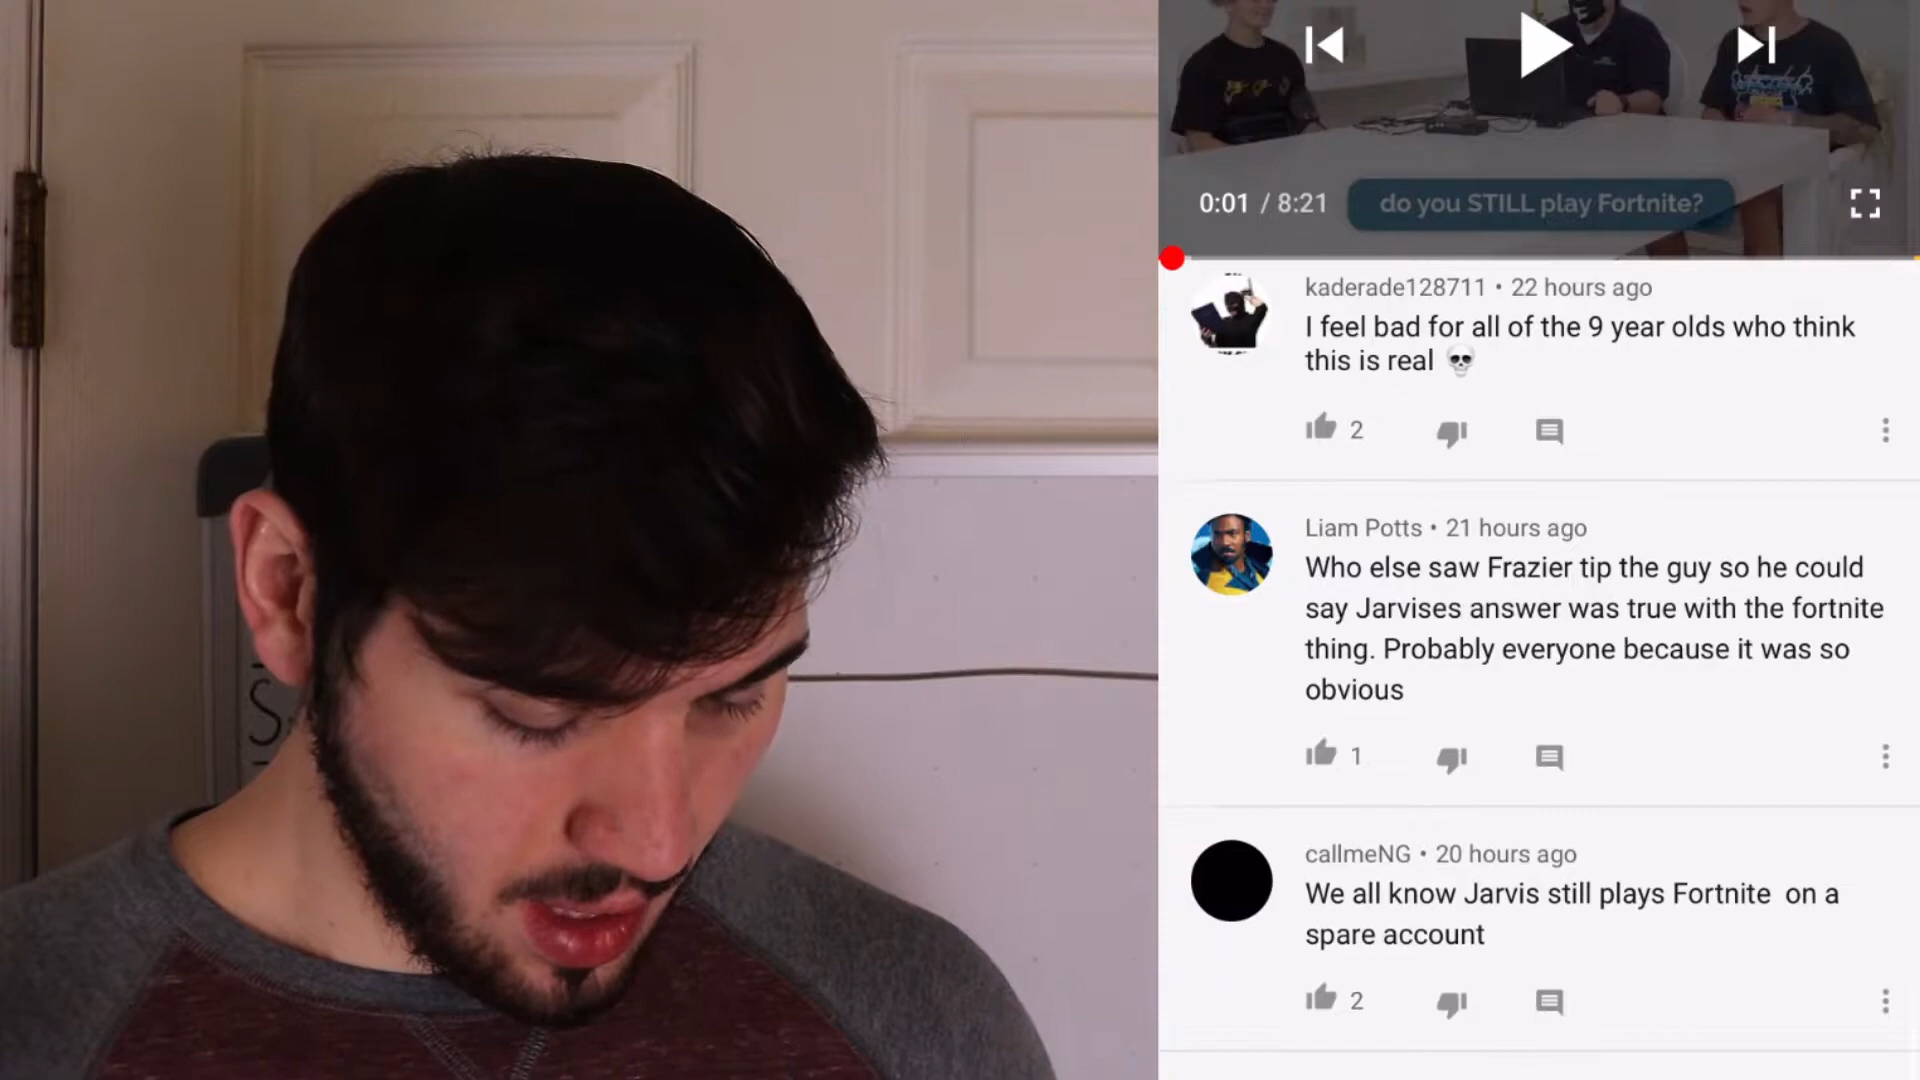 0:01 / 8:21
do you STILL play Fortnite?
kaderade128711 • 22 hours ago
I feel bad for all of the 9 year olds who think
this is real 💀
2
Liam Potts • 21 hours ago
Who else saw Frazier tip the guy so he could
say Jarvises answer was true with the fortnite
thing. Probably everyone because it was so
obvious
1
callmeNG • 20 hours ago
We all know Jarvis still plays Fortnite  on a
spare account
2